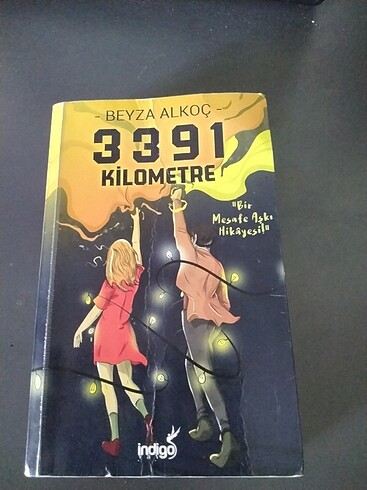 - BEYZA ALKOÇ -
3391
KİLOMETRE
"Bir
Mesafe Aşkı
Hikâyesi!"
indigo